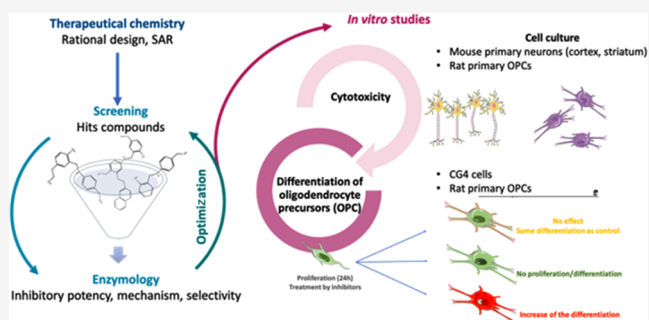 Therapeutical chemistry
Rational design, SAR
Screening
Hits compounds
Optimization
Enzymology
Inhibitory potency, mechanism, selectivity
In vitro studies
Cytotoxicity
Differentiation of
oligodendrocyte
precursors (OPC)
Proliferation (24h)
Treatment by inhibitors
Cell culture
• Mouse primary neurons (cortex, striatum)
• Rat primary OPCs
• CG4 cells
• Rat primary OPCs e
No effect
Same differentiation as control
No proliferation/differentiation
Increase of the differentiation